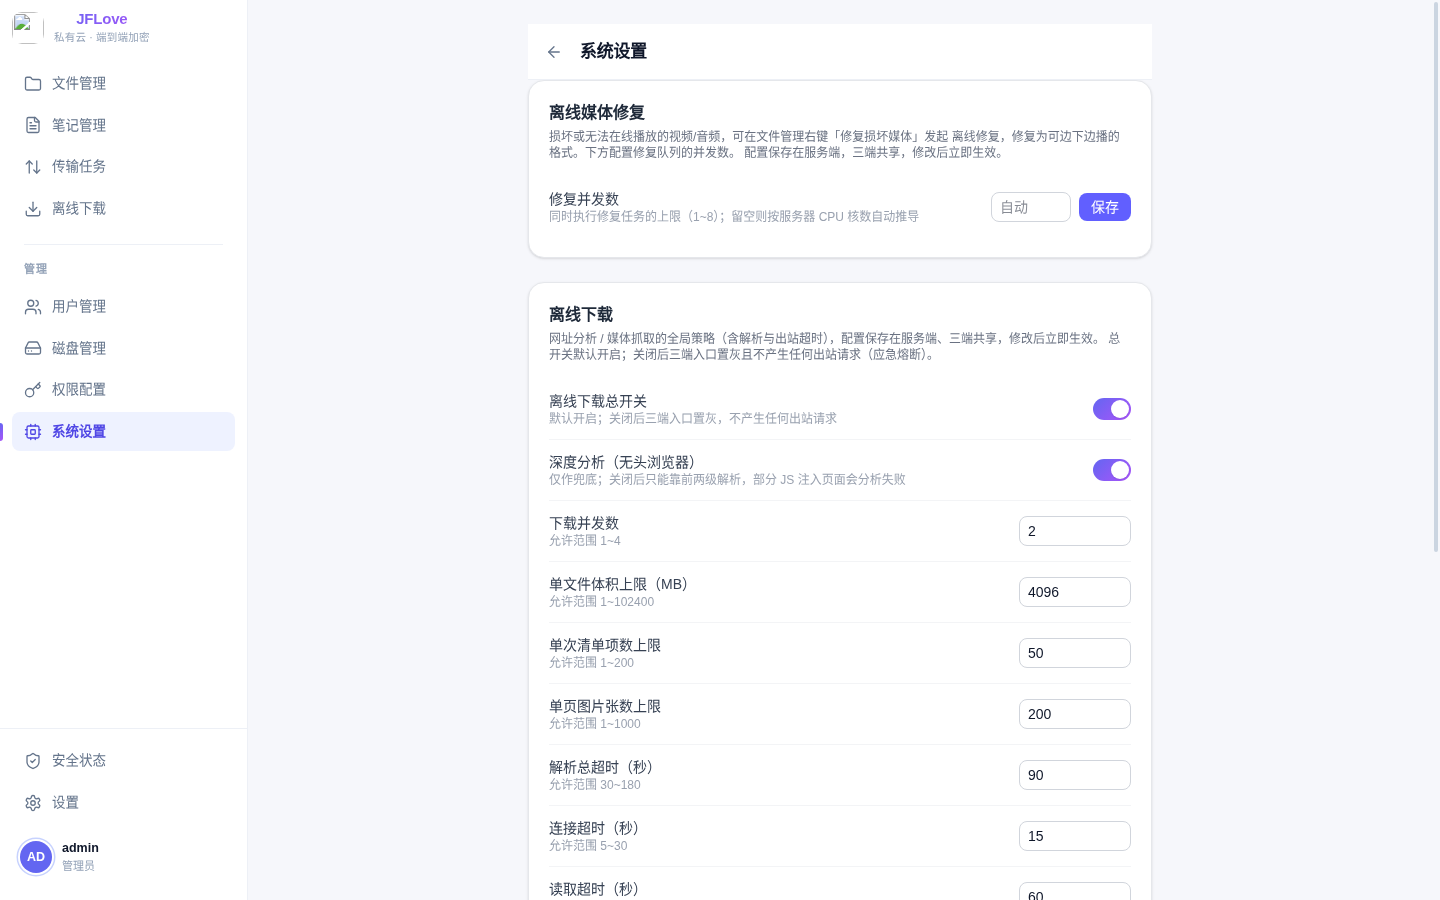 JFLove
私有云 · 端到端加密
文件管理
笔记管理
传输任务
离线下载
管理
用户管理
磁盘管理
权限配置
系统设置
安全状态
设置
AD
admin
管理员
系统设置
离线媒体修复
损坏或无法在线播放的视频/音频，可在文件管理右键「修复损坏媒体」发起 离线修复，修复为可边下边播的
格式。下方配置修复队列的并发数。 配置保存在服务端，三端共享，修改后立即生效。
修复并发数
同时执行修复任务的上限（1~8）；留空则按服务器 CPU 核数自动推导
自动
保存
离线下载
网址分析 / 媒体抓取的全局策略（含解析与出站超时），配置保存在服务端、三端共享，修改后立即生效。 总
开关默认开启；关闭后三端入口置灰且不产生任何出站请求（应急熔断）。
离线下载总开关
默认开启；关闭后三端入口置灰，不产生任何出站请求
深度分析（无头浏览器）
仅作兜底；关闭后只能靠前两级解析，部分 JS 注入页面会分析失败
下载并发数
允许范围 1~4
2
单文件体积上限（MB）
允许范围 1~102400
4096
单次清单项数上限
允许范围 1~200
50
单页图片张数上限
允许范围 1~1000
200
解析总超时（秒）
允许范围 30~180
90
连接超时（秒）
允许范围 5~30
15
读取超时（秒）
60